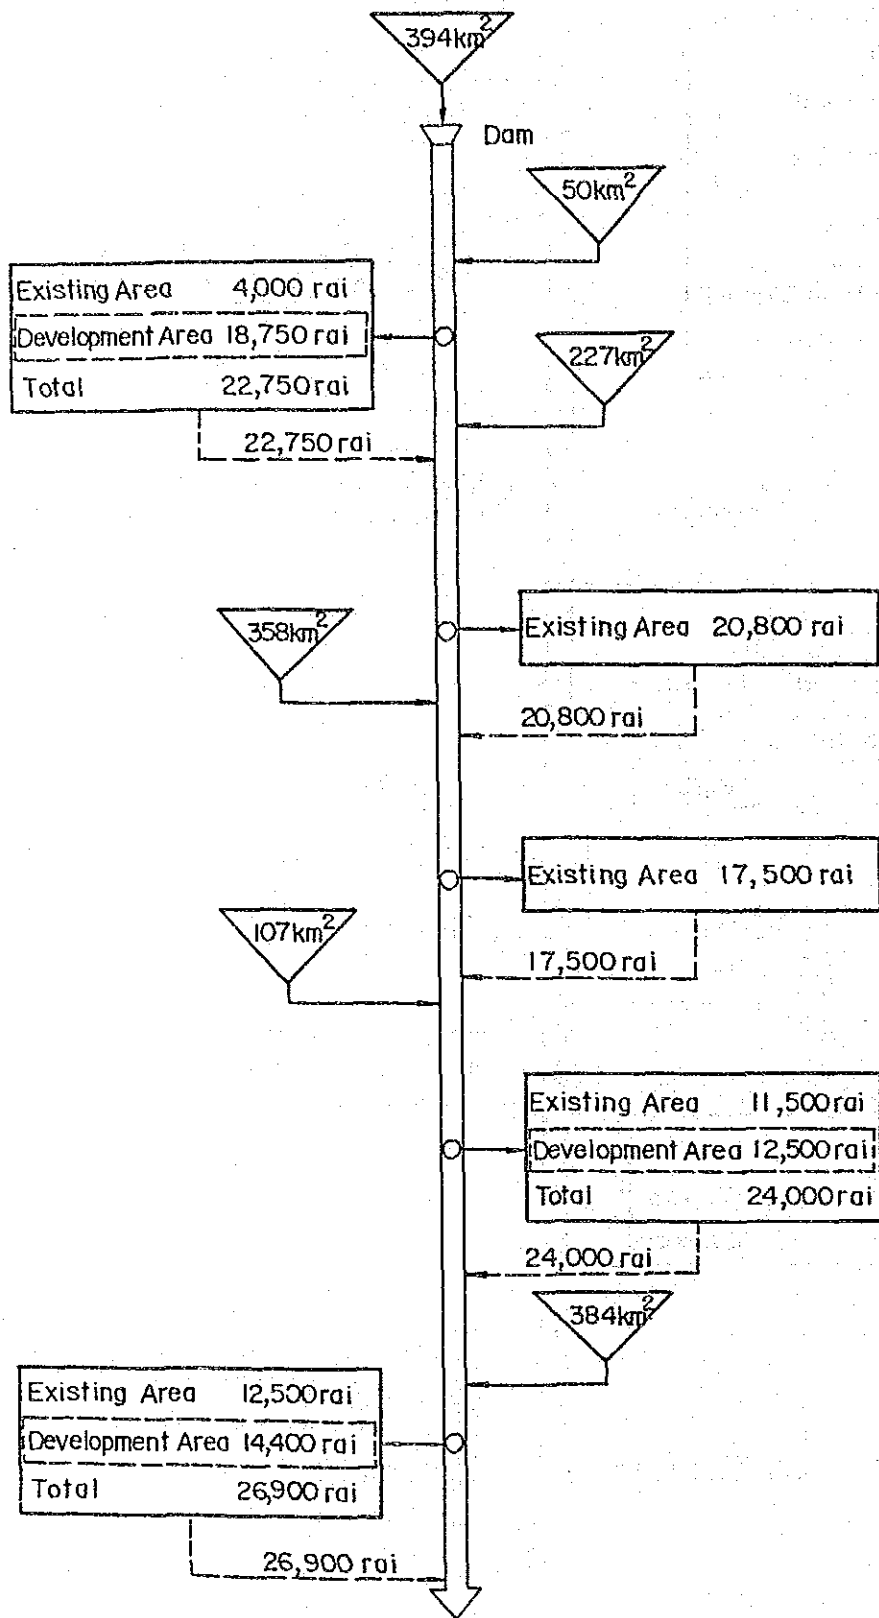 394km²
Dam
50km²
Existing Area 4,000 rai
Development Area 18,750 rai
Total 22,750 rai
227km²
22,750 rai
358km²
Existing Area 20,800 rai
20,800 rai
Existing Area 17,500 rai
107km²
17,500 rai
Existing Area 11,500 rai
Development Area 12,500 rai
Total 24,000 rai
24,000 rai
384km²
Existing Area 12,500 rai
Development Area 14,400 rai
Total 26,900 rai
26,900 rai